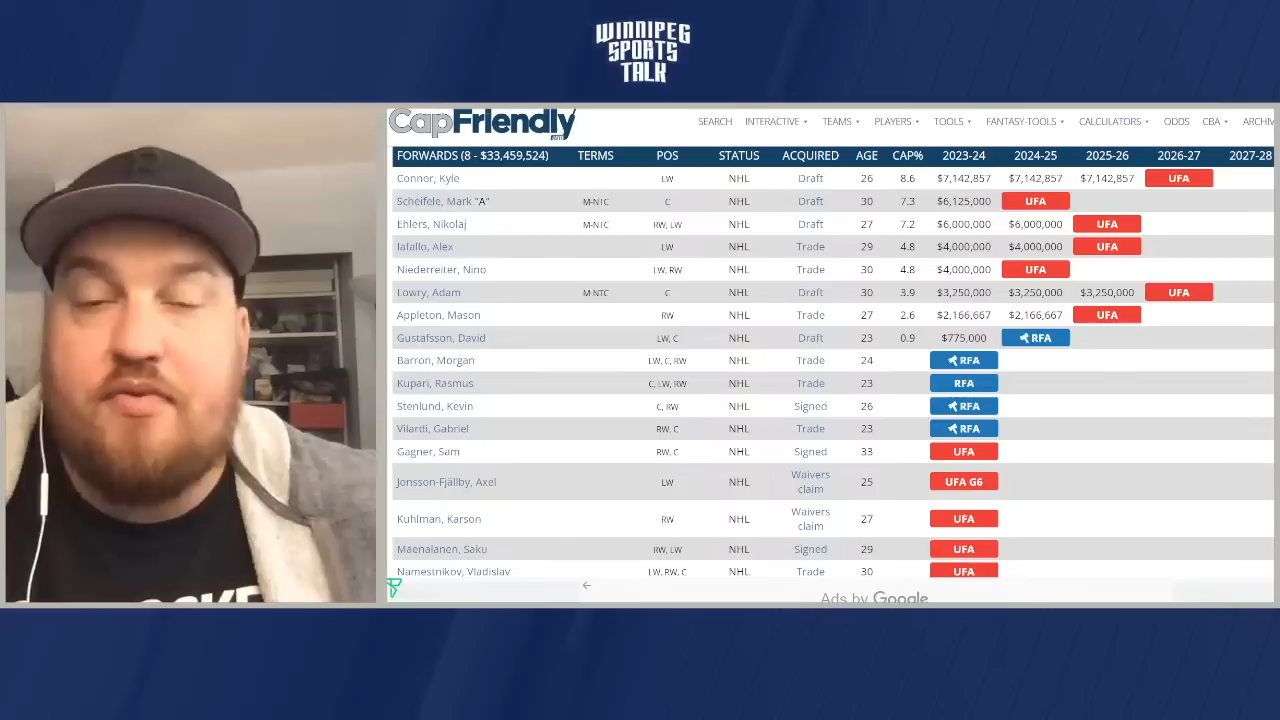 WINNIPEG
SPORTS
TALK
CapFriendly
SEARCH INTERACTIVE TEAMS PLAYERS TOOLS FANTASY-TOOLS CALCULATORS ODDS CBA ARCHIV
FORWARDS (8 - $33,459,524) TERMS POS STATUS ACQUIRED AGE CAP% 2023-24 2024-25 2025-26 2026-27 2027-28
Connor, Kyle LW NHL Draft 26 8.6 $7,142,857 $7,142,857 $7,142,857 UFA
Scheifele, Mark "A" M-NTC C NHL Draft 30 7.3 $6,125,000 UFA
Ehlers, Nikolaj M-NTC RW, LW NHL Draft 27 7.2 $6,000,000 $6,000,000 UFA
Iafallo, Alex LW NHL Trade 29 4.8 $4,000,000 $4,000,000 UFA
Niederreiter, Nino LW, RW NHL Trade 30 4.8 $4,000,000 UFA
Lowry, Adam M-NTC C NHL Draft 30 3.9 $3,250,000 $3,250,000 $3,250,000 UFA
Appleton, Mason RW NHL Draft 27 2.6 $2,166,667 $2,166,667 UFA
Gustafsson, David LW, C NHL Draft 23 0.9 $775,000 RFA
Barron, Morgan LW, C, RW NHL Trade 24 RFA
Kupari, Rasmus C, LW, RW NHL Trade 23 RFA
Stenlund, Kevin C, RW NHL Signed 26 RFA
Vilardi, Gabriel RW, C NHL Trade 23 RFA
Gagner, Sam RW, C NHL Signed 33 UFA
Jonsson-Fjällby, Axel LW NHL Waivers claim 25 UFA G6
Kuhlman, Karson RW NHL Waivers claim 27 UFA
Maenalanen, Saku RW, LW NHL Signed 29 UFA
Namestnikov, Vladislav LW, RW, C NHL Trade 30 UFA
Ads by Google